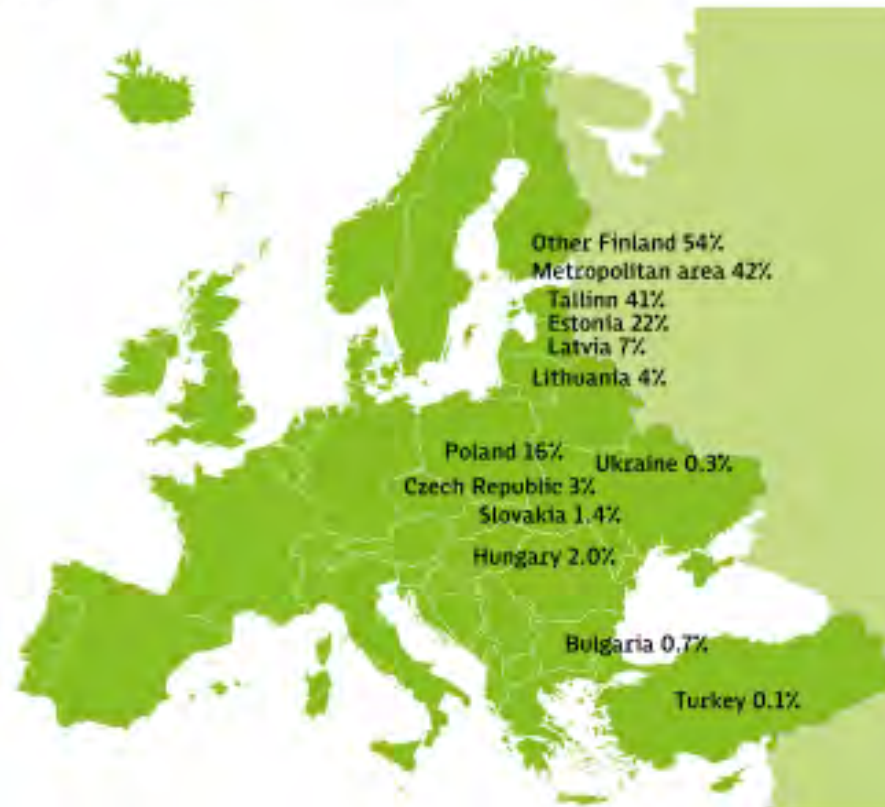 Other Finland 54%
Metropolitan area 42%
Tallinn 41%
Estonia 22%
Latvia 7%
Lithuania 4%
Poland 16%
Ukraine 0.3%
Czech Republic 3%
Slovakia 1.4%
Hungary 2.0%
Bulgaria 0.7%
Turkey 0.1%